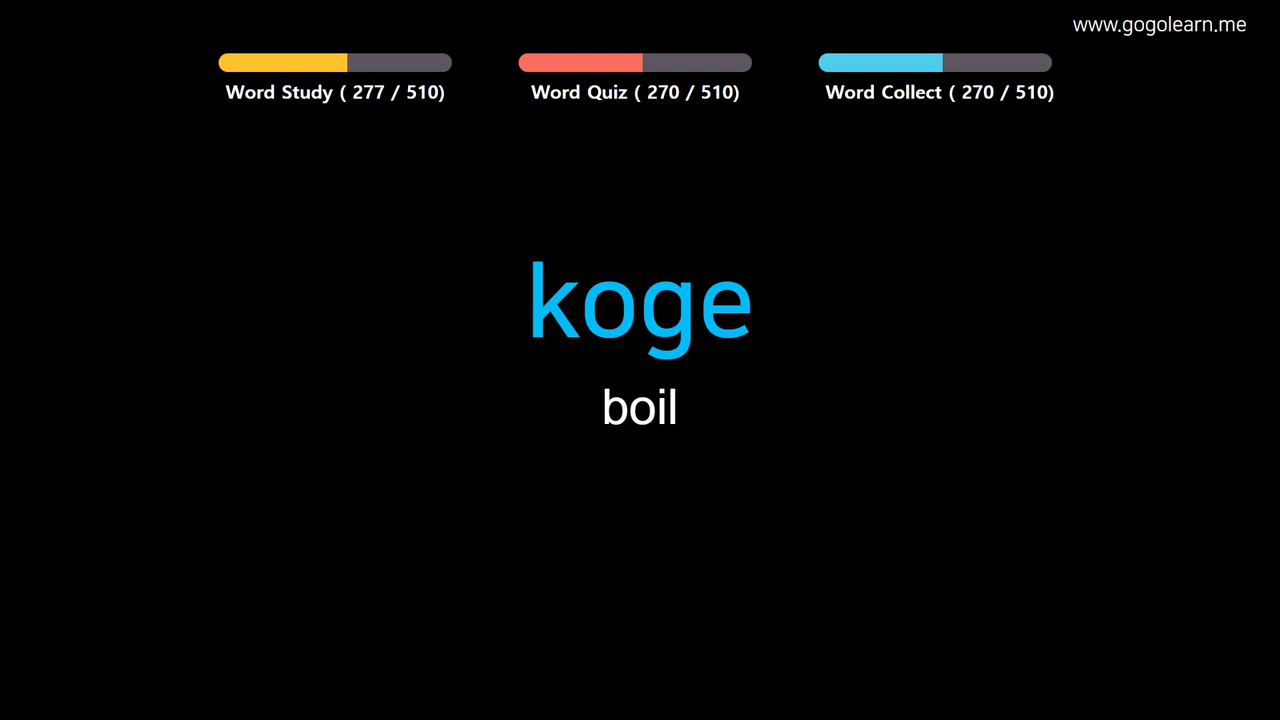 www.gogolearn.me
Word Study ( 277 / 510)
Word Quiz ( 270 / 510)
Word Collect ( 270 / 510)
koge
boil